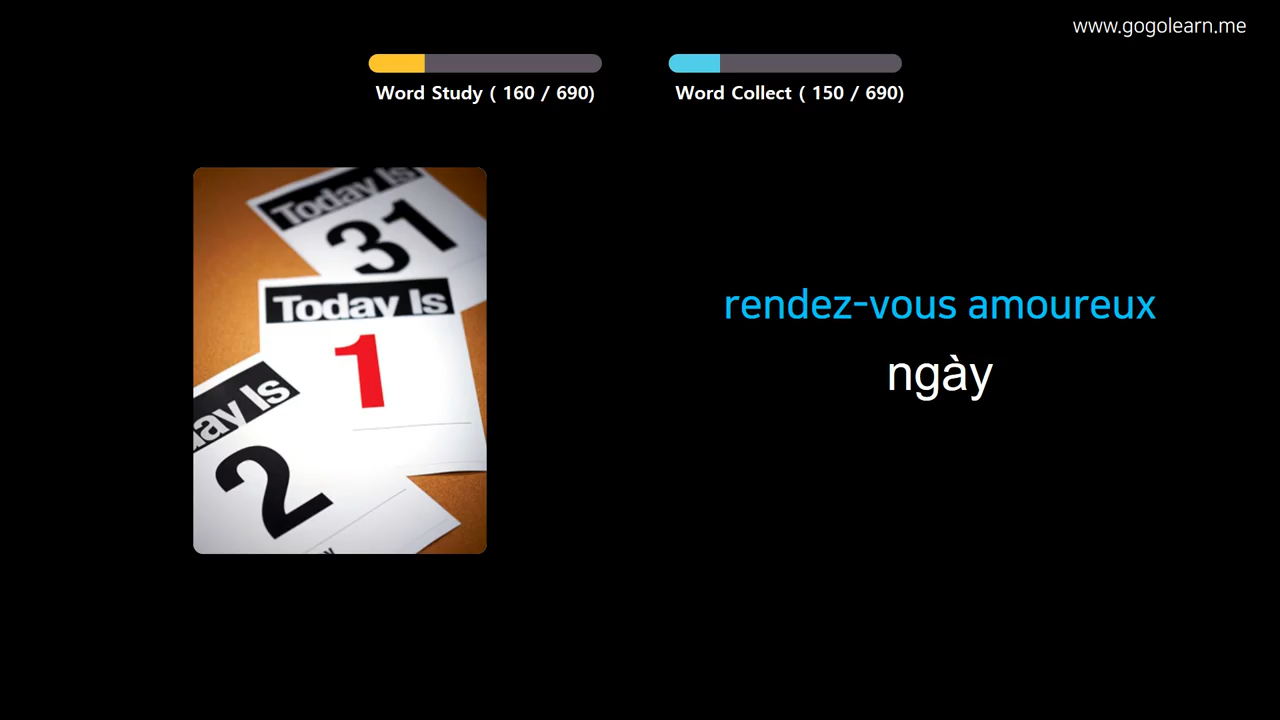 www.gogolearn.me
Word Study ( 160 / 690)
Word Collect ( 150 / 690)
Today Is
31
Today Is
1
ay Is
2
rendez-vous amoureux
ngày